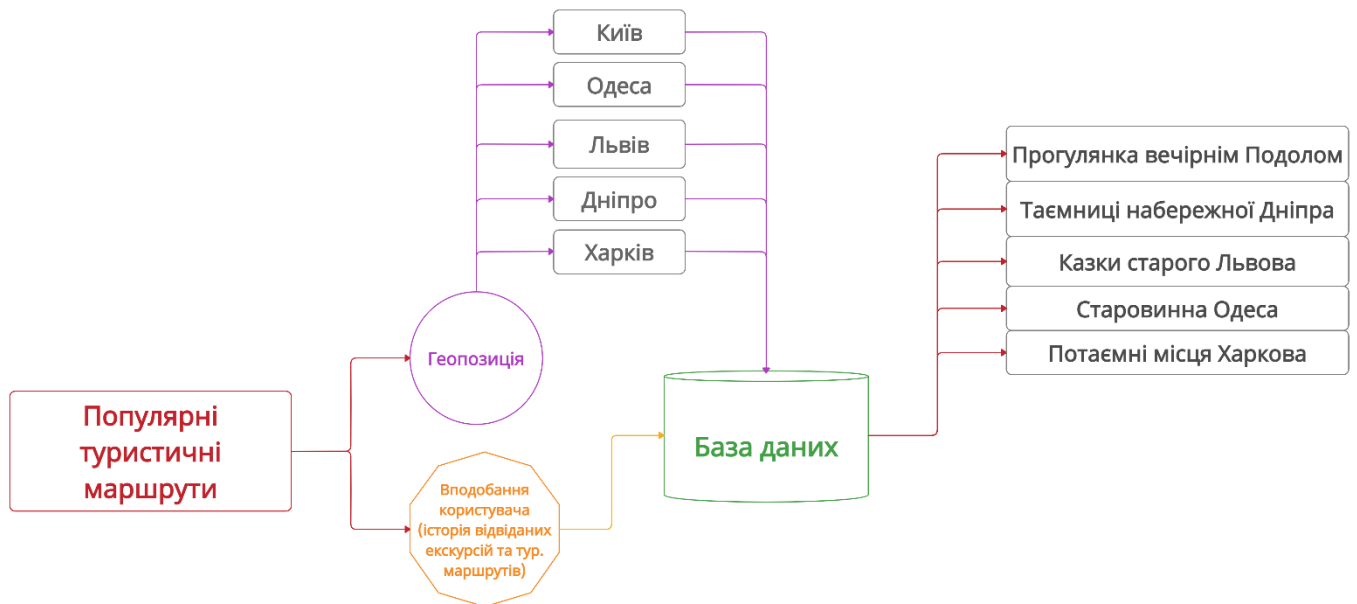 Київ
Одеса
Львів
Дніпро
Харків
Геопозиція
Популярні
туристичні
маршрути
Вподобання
користувача
(історія відвіданих
екскурсій та тур.
маршрутів)
База даних
Прогулянка вечірнім Подолом
Таємниці набережної Дніпра
Казки старого Львова
Старовинна Одеса
Потаємні місця Харкова